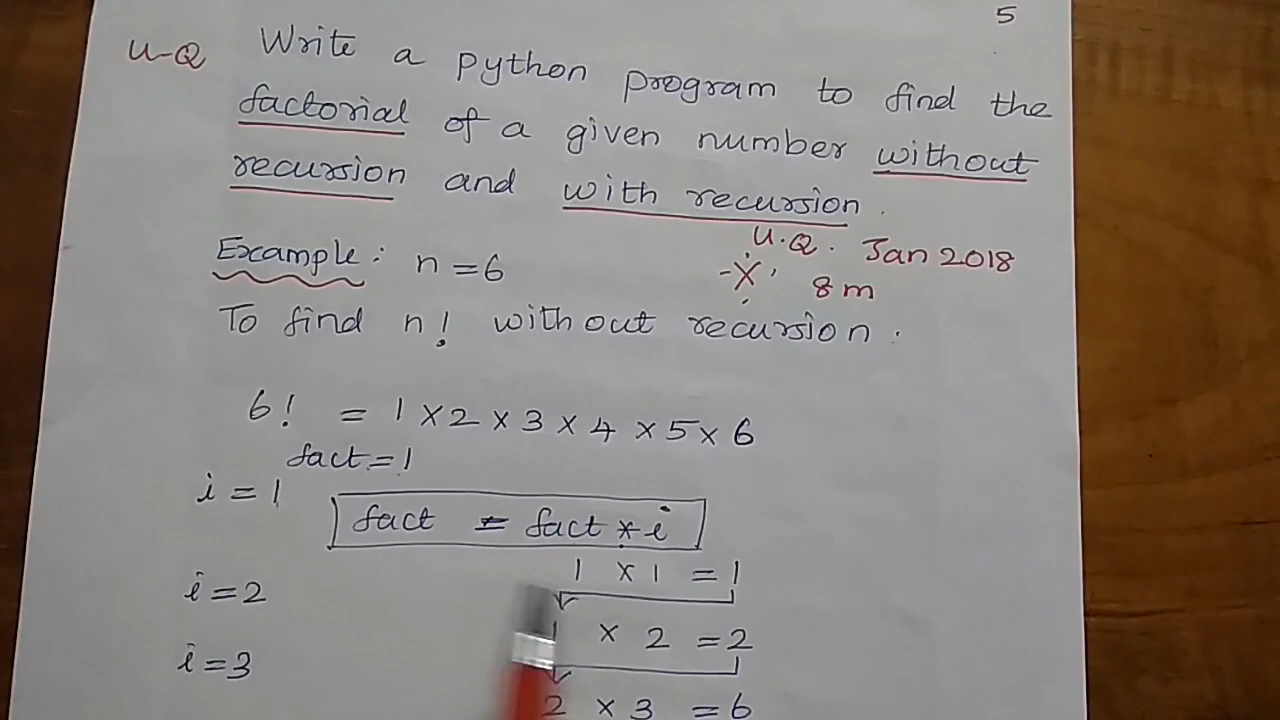 5
U-Q Write a python program to find the
factorial of a given number without
recursion and with recursion.
U.Q. Jan 2018
Example: n = 6
8m
To find n! without recursion.
6! = 1 × 2 × 3 × 4 × 5 × 6
fact = 1
i = 1
fact = fact * i
1 × 1 = 1
i = 2
1 × 2 = 2
i = 3
2 × 3 = 6